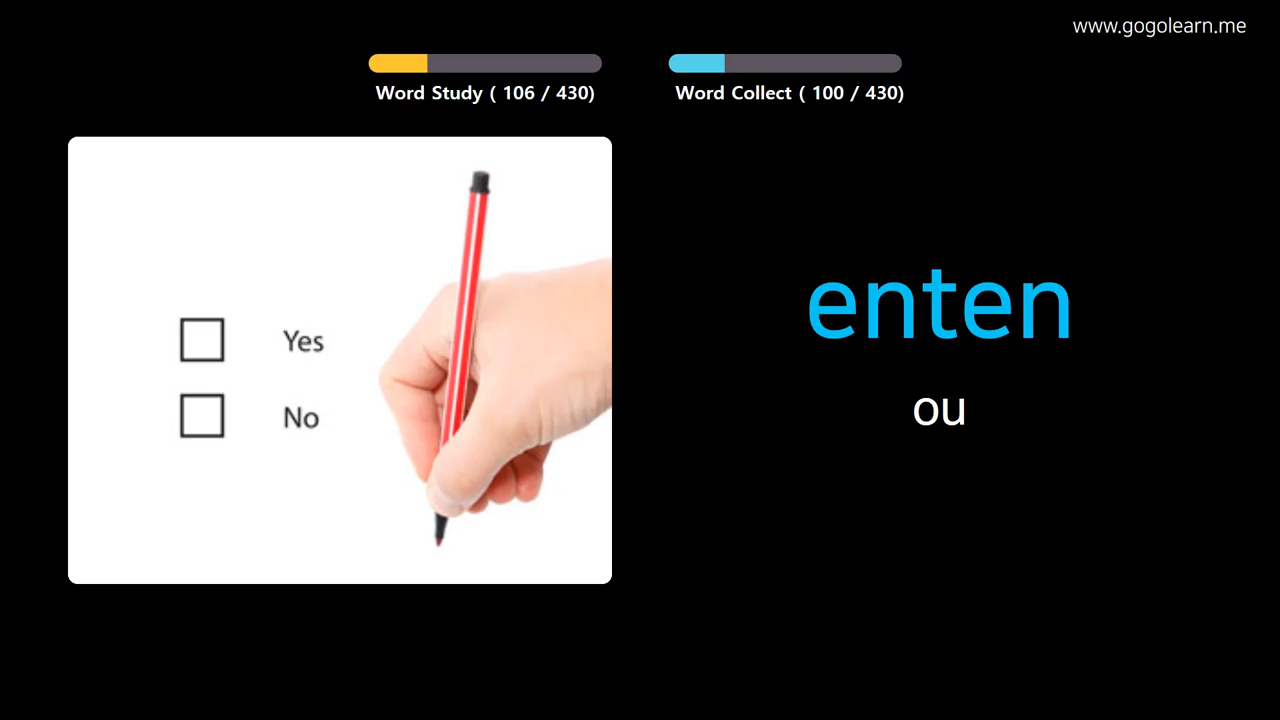 www.gogolearn.me
Word Study ( 106 / 430)
Word Collect ( 100 / 430)
Yes
No
enten
ou